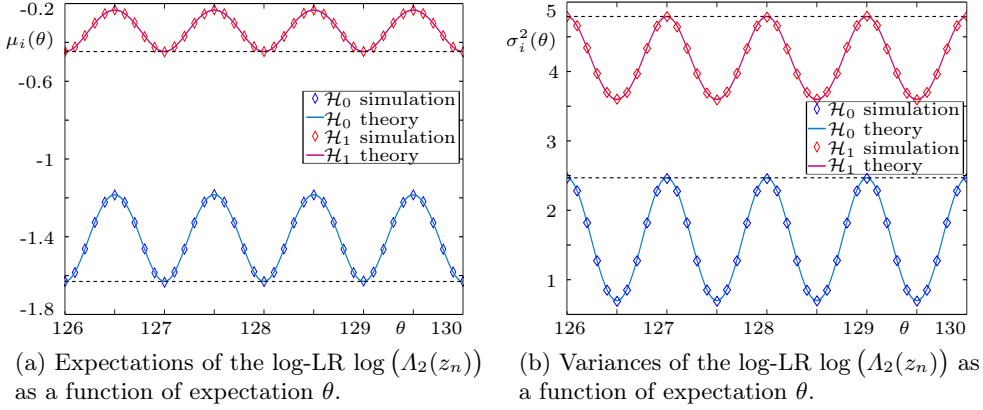 -0.2
μᵢ(θ)
-0.6
-1
-1.4
-1.8
126 127 128 129 θ 130
ℋ₀ simulation
ℋ₀ theory
ℋ₁ simulation
ℋ₁ theory
5
σᵢ²(θ)
4
3
2
1
126 127 128 129 θ 130
ℋ₀ simulation
ℋ₀ theory
ℋ₁ simulation
ℋ₁ theory
(a) Expectations of the log-LR log (Λ₂(zₙ))
as a function of expectation θ.
(b) Variances of the log-LR log (Λ₂(zₙ)) as
a function of expectation θ.